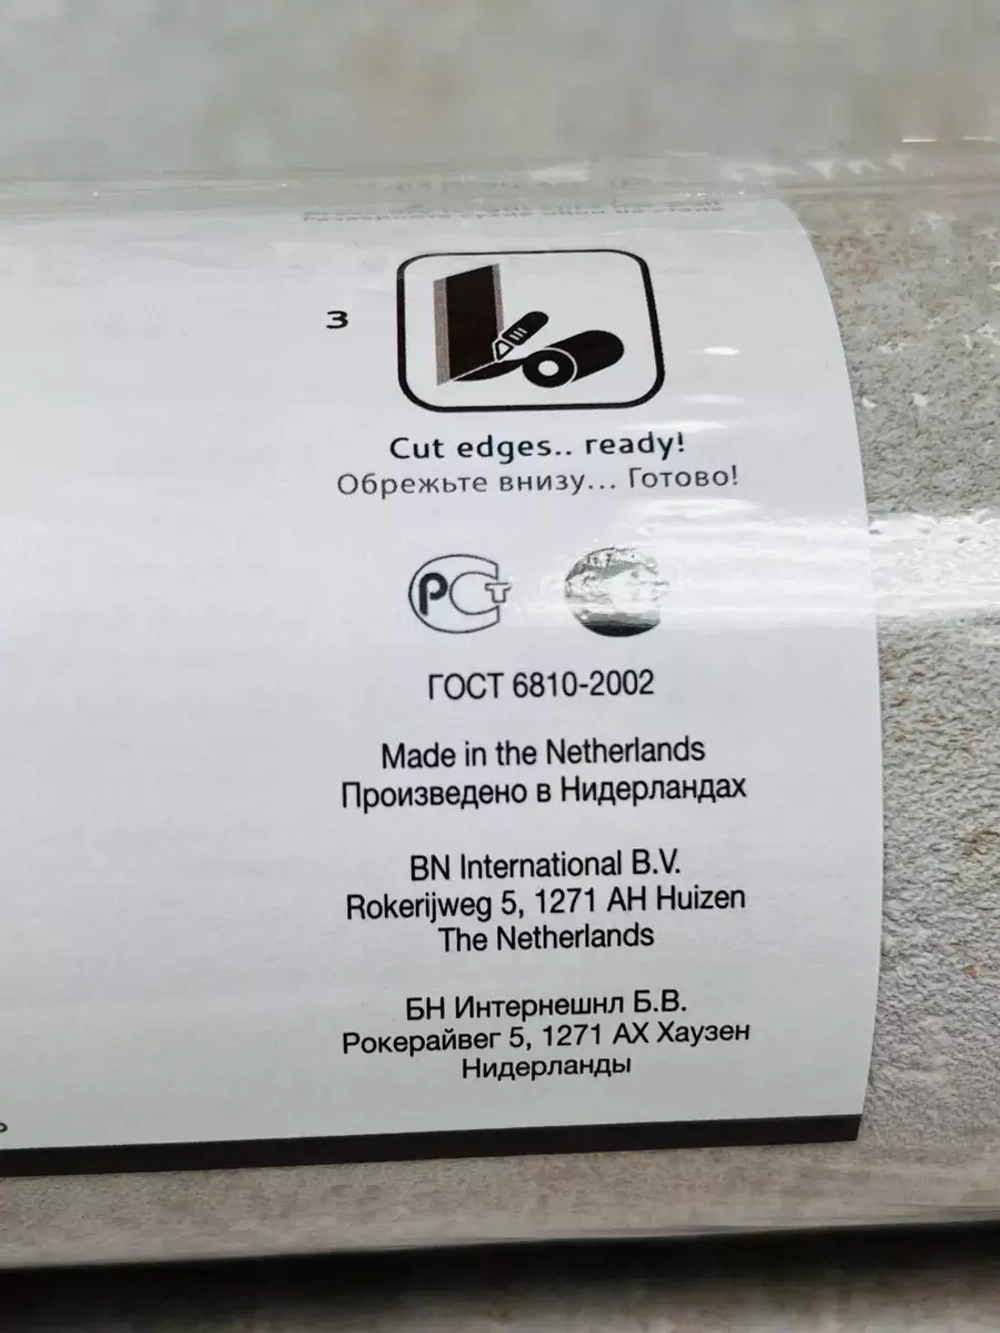 3
Cut edges.. ready!
Обрежьте внизу... Готово!
РСТ
ГОСТ 6810-2002
Made in the Netherlands
Произведено в Нидерландах
BN International B.V.
Rokerijweg 5, 1271 AH Huizen
The Netherlands
БН Интернешнл Б.В.
Рокерайвег 5, 1271 АХ Хаузен
Нидерланды